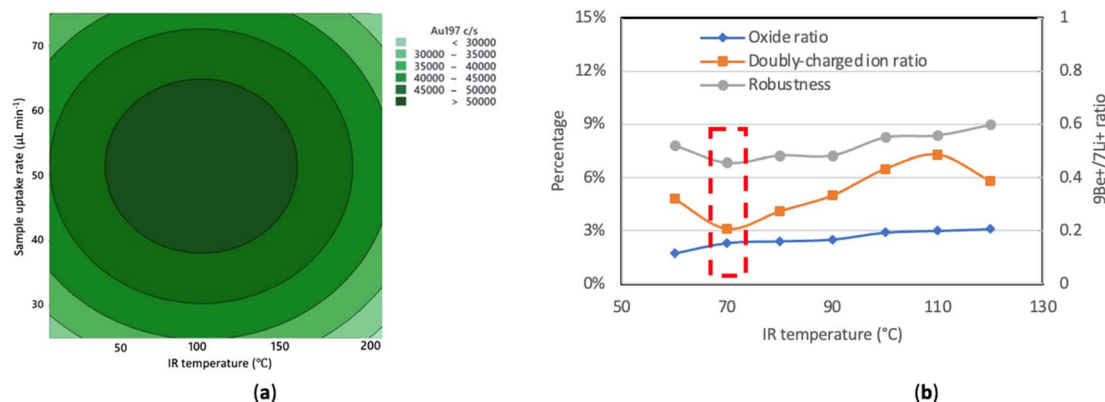 Au197 c/s
< 30000
30000 – 35000
35000 – 40000
40000 – 45000
45000 – 50000
> 50000
70
60
50
40
30
Sample uptake rate (µL min⁻¹)
50 100 150 200
IR temperature (°C)
(a)
15%
12%
9%
6%
3%
0%
Percentage
Oxide ratio
Doubly-charged ion ratio
Robustness
1
0.8
0.6
0.4
0.2
0
9Be+/7Li+ ratio
50 70 90 110 130
IR temperature (°C)
(b)